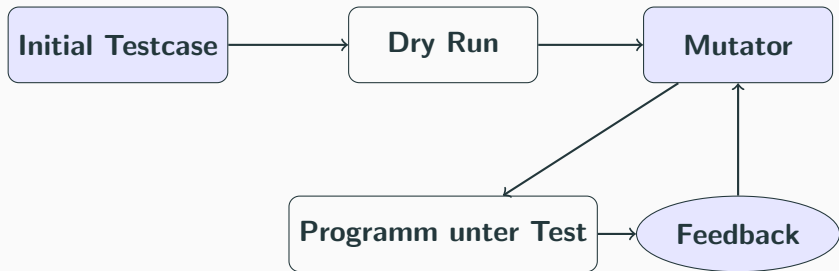 Initial Testcase
Dry Run
Mutator
Programm unter Test
Feedback